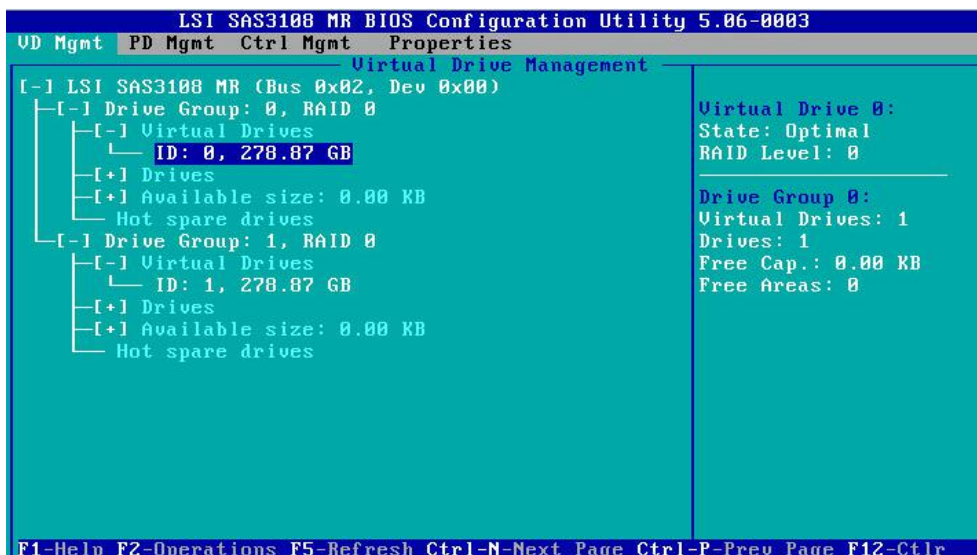 LSI SAS3108 MR BIOS Configuration Utility 5.06-0003
VD Mgmt PD Mgmt Ctrl Mgmt Properties
Virtual Drive Management
[-] LSI SAS3108 MR (Bus 0x02, Dev 0x00)
[-] Drive Group: 0, RAID 0
[-] Virtual Drives
ID: 0, 278.87 GB
[+] Drives
[+] Available size: 0.00 KB
Hot spare drives
[-] Drive Group: 1, RAID 0
[-] Virtual Drives
ID: 1, 278.87 GB
[+] Drives
[+] Available size: 0.00 KB
Hot spare drives
Virtual Drive 0:
State: Optimal
RAID Level: 0
Drive Group 0:
Virtual Drives: 1
Drives: 1
Free Cap.: 0.00 KB
Free Areas: 0
F1-Help F2-Operations F5-Refresh Ctrl-N-Next Page Ctrl-P-Prev Page F12-Ctlr